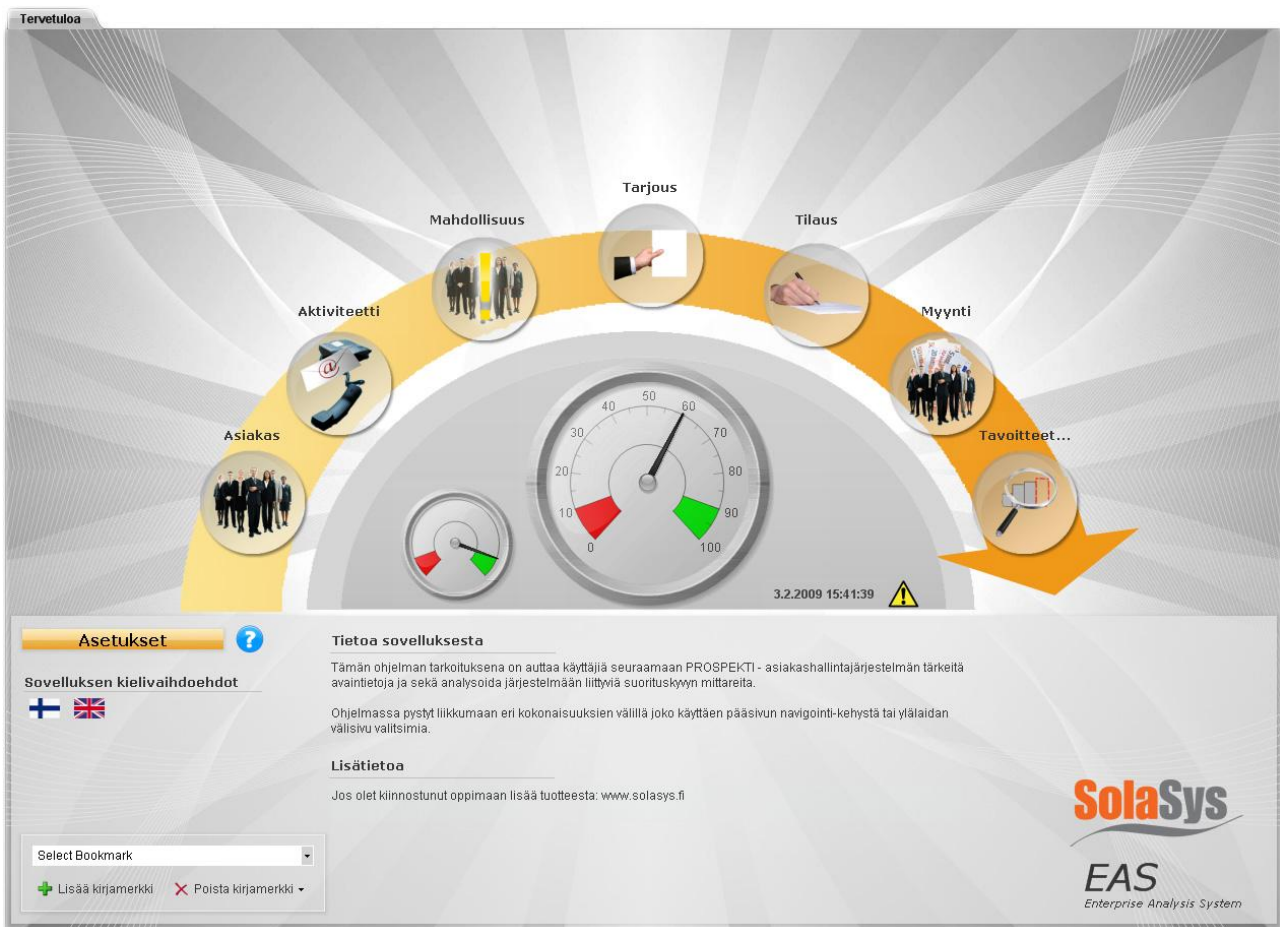 Tervetuloa
Tarjous
Mahdollisuus
Tilaus
Aktiviteetti
Myynti
Asiakas
Tavoitteet...
50
40
60
30
70
20
80
10
90
0
100
3.2.2009 15:41:39
Asetukset
?
Sovelluksen kielivaihdoehdot
Tietoa sovelluksesta
Tämän ohjelman tarkoituksena on auttaa käyttäjiä seuraamaan PROSPEKTI - asiakashallintajärjestelmän tärkeitä
avaintietoja ja sekä analysoida järjestelmään liittyviä suorituskyvyn mittareita.
Ohjelmassa pystyt liikkumaan eri kokonaisuuksien välillä joko käyttäen pääsivun navigointi-kehystä tai ylälaidan
välisivu valitsimia.
Lisätietoa
Jos olet kiinnostunut oppimaan lisää tuotteesta: www.solasys.fi
Select Bookmark
Lisää kirjamerkki
Poista kirjamerkki
SolaSys
EAS
Enterprise Analysis System